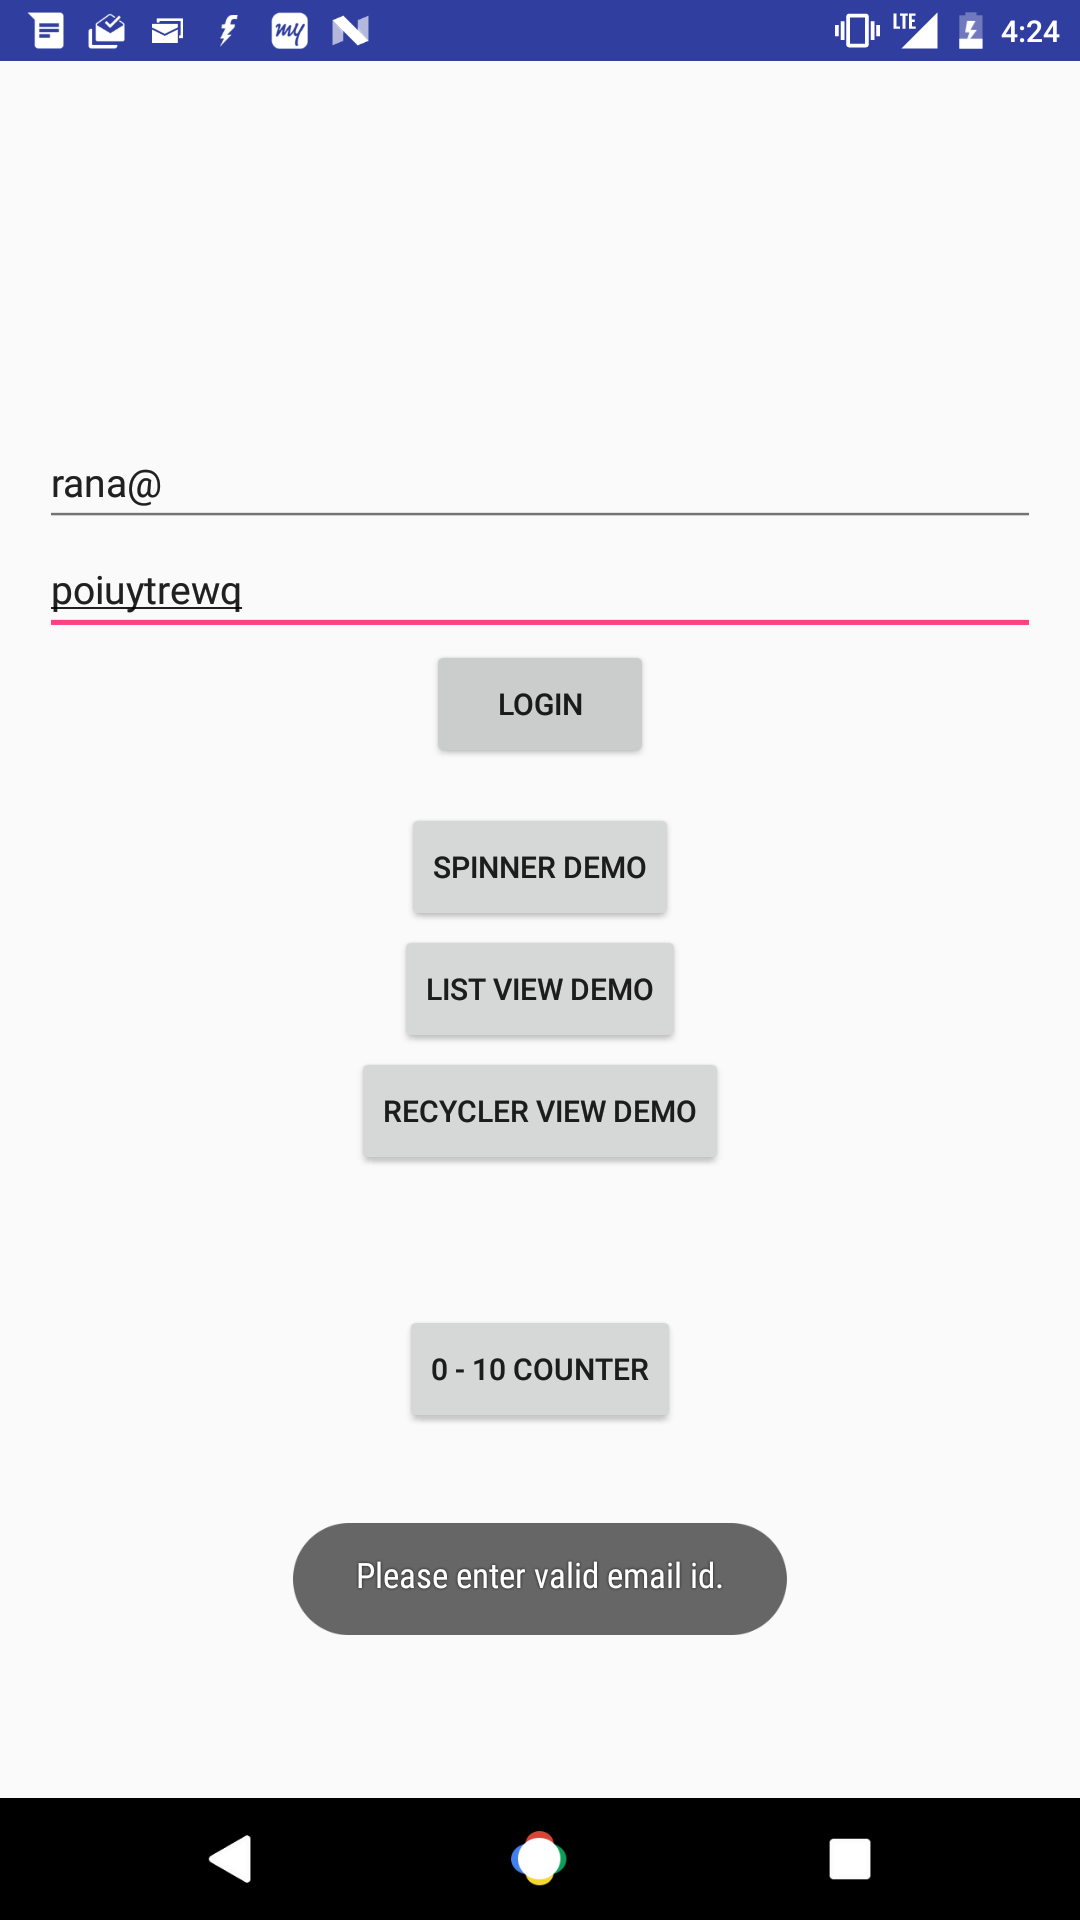 my LTE 4:24
rana@
poiuytrewq
LOGIN
SPINNER DEMO
LIST VIEW DEMO
RECYCLER VIEW DEMO
0 - 10 COUNTER
Please enter valid email id.